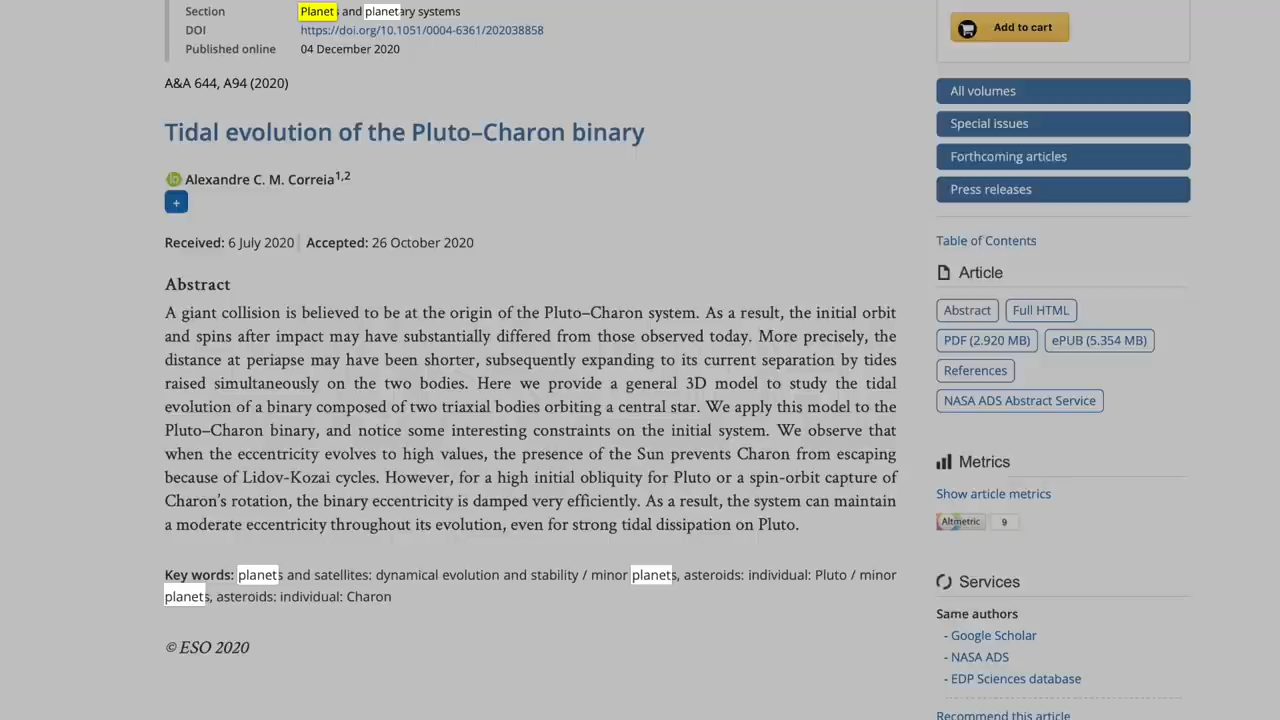 Section Planets and planetary systems
DOI https://doi.org/10.1051/0004-6361/202038858
Published online 04 December 2020
A&A 644, A94 (2020)
Tidal evolution of the Pluto–Charon binary
Alexandre C. M. Correia1,2
+
Received: 6 July 2020 Accepted: 26 October 2020
Abstract
A giant collision is believed to be at the origin of the Pluto–Charon system. As a result, the initial orbit
and spins after impact may have substantially differed from those observed today. More precisely, the
distance at periapse may have been shorter, subsequently expanding to its current separation by tides
raised simultaneously on the two bodies. Here we provide a general 3D model to study the tidal
evolution of a binary composed of two triaxial bodies orbiting a central star. We apply this model to the
Pluto–Charon binary, and notice some interesting constraints on the initial system. We observe that
when the eccentricity evolves to high values, the presence of the Sun prevents Charon from escaping
because of Lidov-Kozai cycles. However, for a high initial obliquity for Pluto or a spin-orbit capture of
Charon's rotation, the binary eccentricity is damped very efficiently. As a result, the system can maintain
a moderate eccentricity throughout its evolution, even for strong tidal dissipation on Pluto.
Key words: planets and satellites: dynamical evolution and stability / minor planets, asteroids: individual: Pluto / minor
planets, asteroids: individual: Charon
© ESO 2020
Add to cart
All volumes
Special issues
Forthcoming articles
Press releases
Table of Contents
Article
Abstract Full HTML
PDF (2.920 MB) ePUB (5.354 MB)
References
NASA ADS Abstract Service
Metrics
Show article metrics
Altmetric 9
Services
Same authors
- Google Scholar
- NASA ADS
- EDP Sciences database
Recommend this article